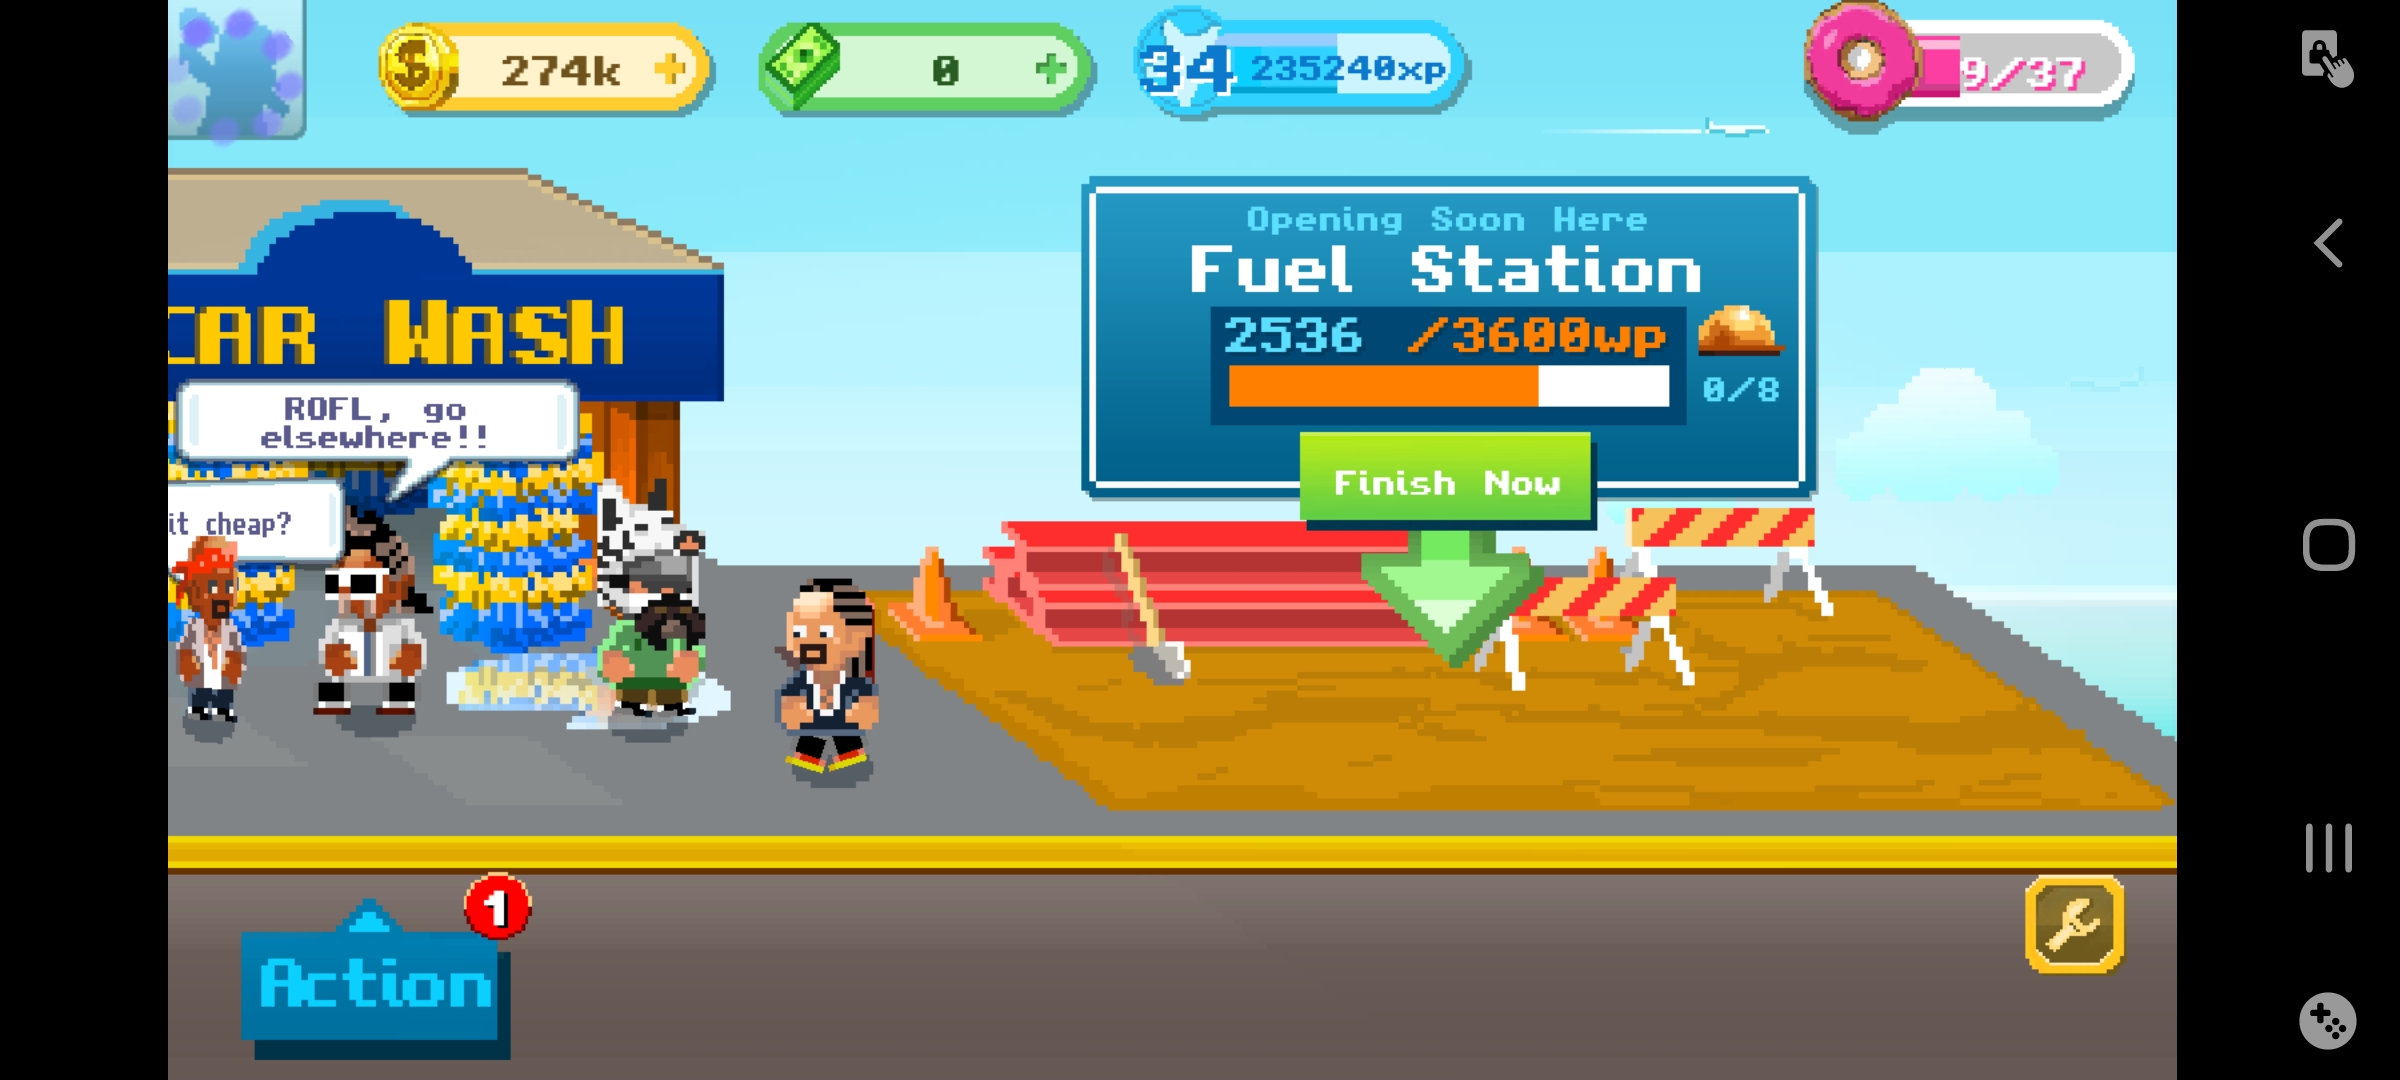 274k
0
34
235240xp
9/37
Opening Soon Here
Fuel Station
2536 /3600wp
0/8
Finish Now
CAR WASH
ROFL, go
elsewhere!!
it cheap?
1
Action